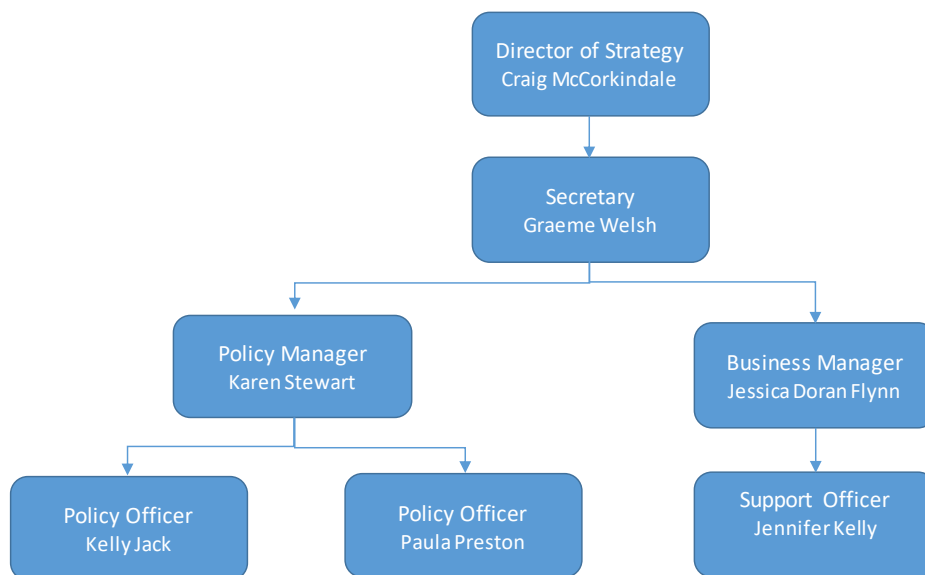 Director of Strategy
Craig McCorkindale
Secretary
Graeme Welsh
Policy Manager
Karen Stewart
Business Manager
Jessica Doran Flynn
Policy Officer
Kelly Jack
Policy Officer
Paula Preston
Support Officer
Jennifer Kelly